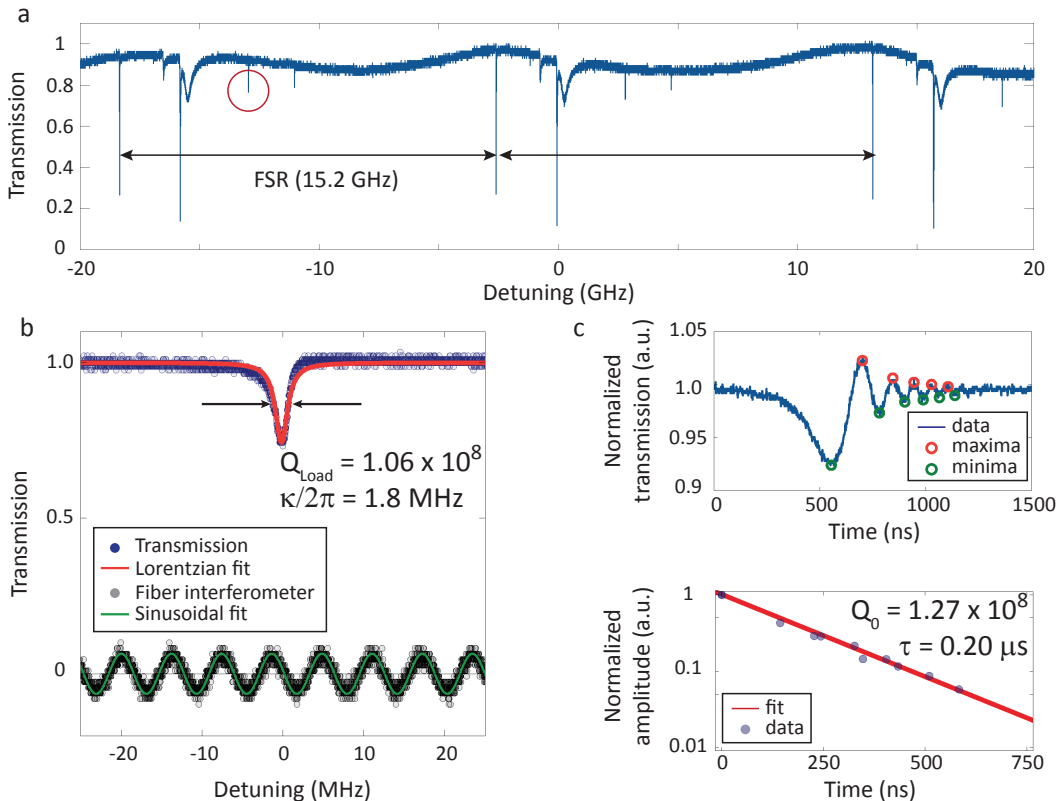 a
Transmission
1
0.8
0.6
0.4
0.2
0
FSR (15.2 GHz)
-20
-10
0
10
20
Detuning (GHz)
b
Transmission
1.0
0.5
0
Q_Load = 1.06 x 10^8
κ/2π = 1.8 MHz
Transmission
Lorentzian fit
Fiber interferometer
Sinusoidal fit
-20
-10
0
10
20
Detuning (MHz)
c
Normalized
transmission (a.u.)
1.05
1.0
0.95
0.9
data
maxima
minima
0
500
1000
1500
Time (ns)
Normalized
amplitude (a.u.)
1
0.1
0.01
Q_0 = 1.27 x 10^8
τ = 0.20 µs
fit
data
0
250
500
750
Time (ns)